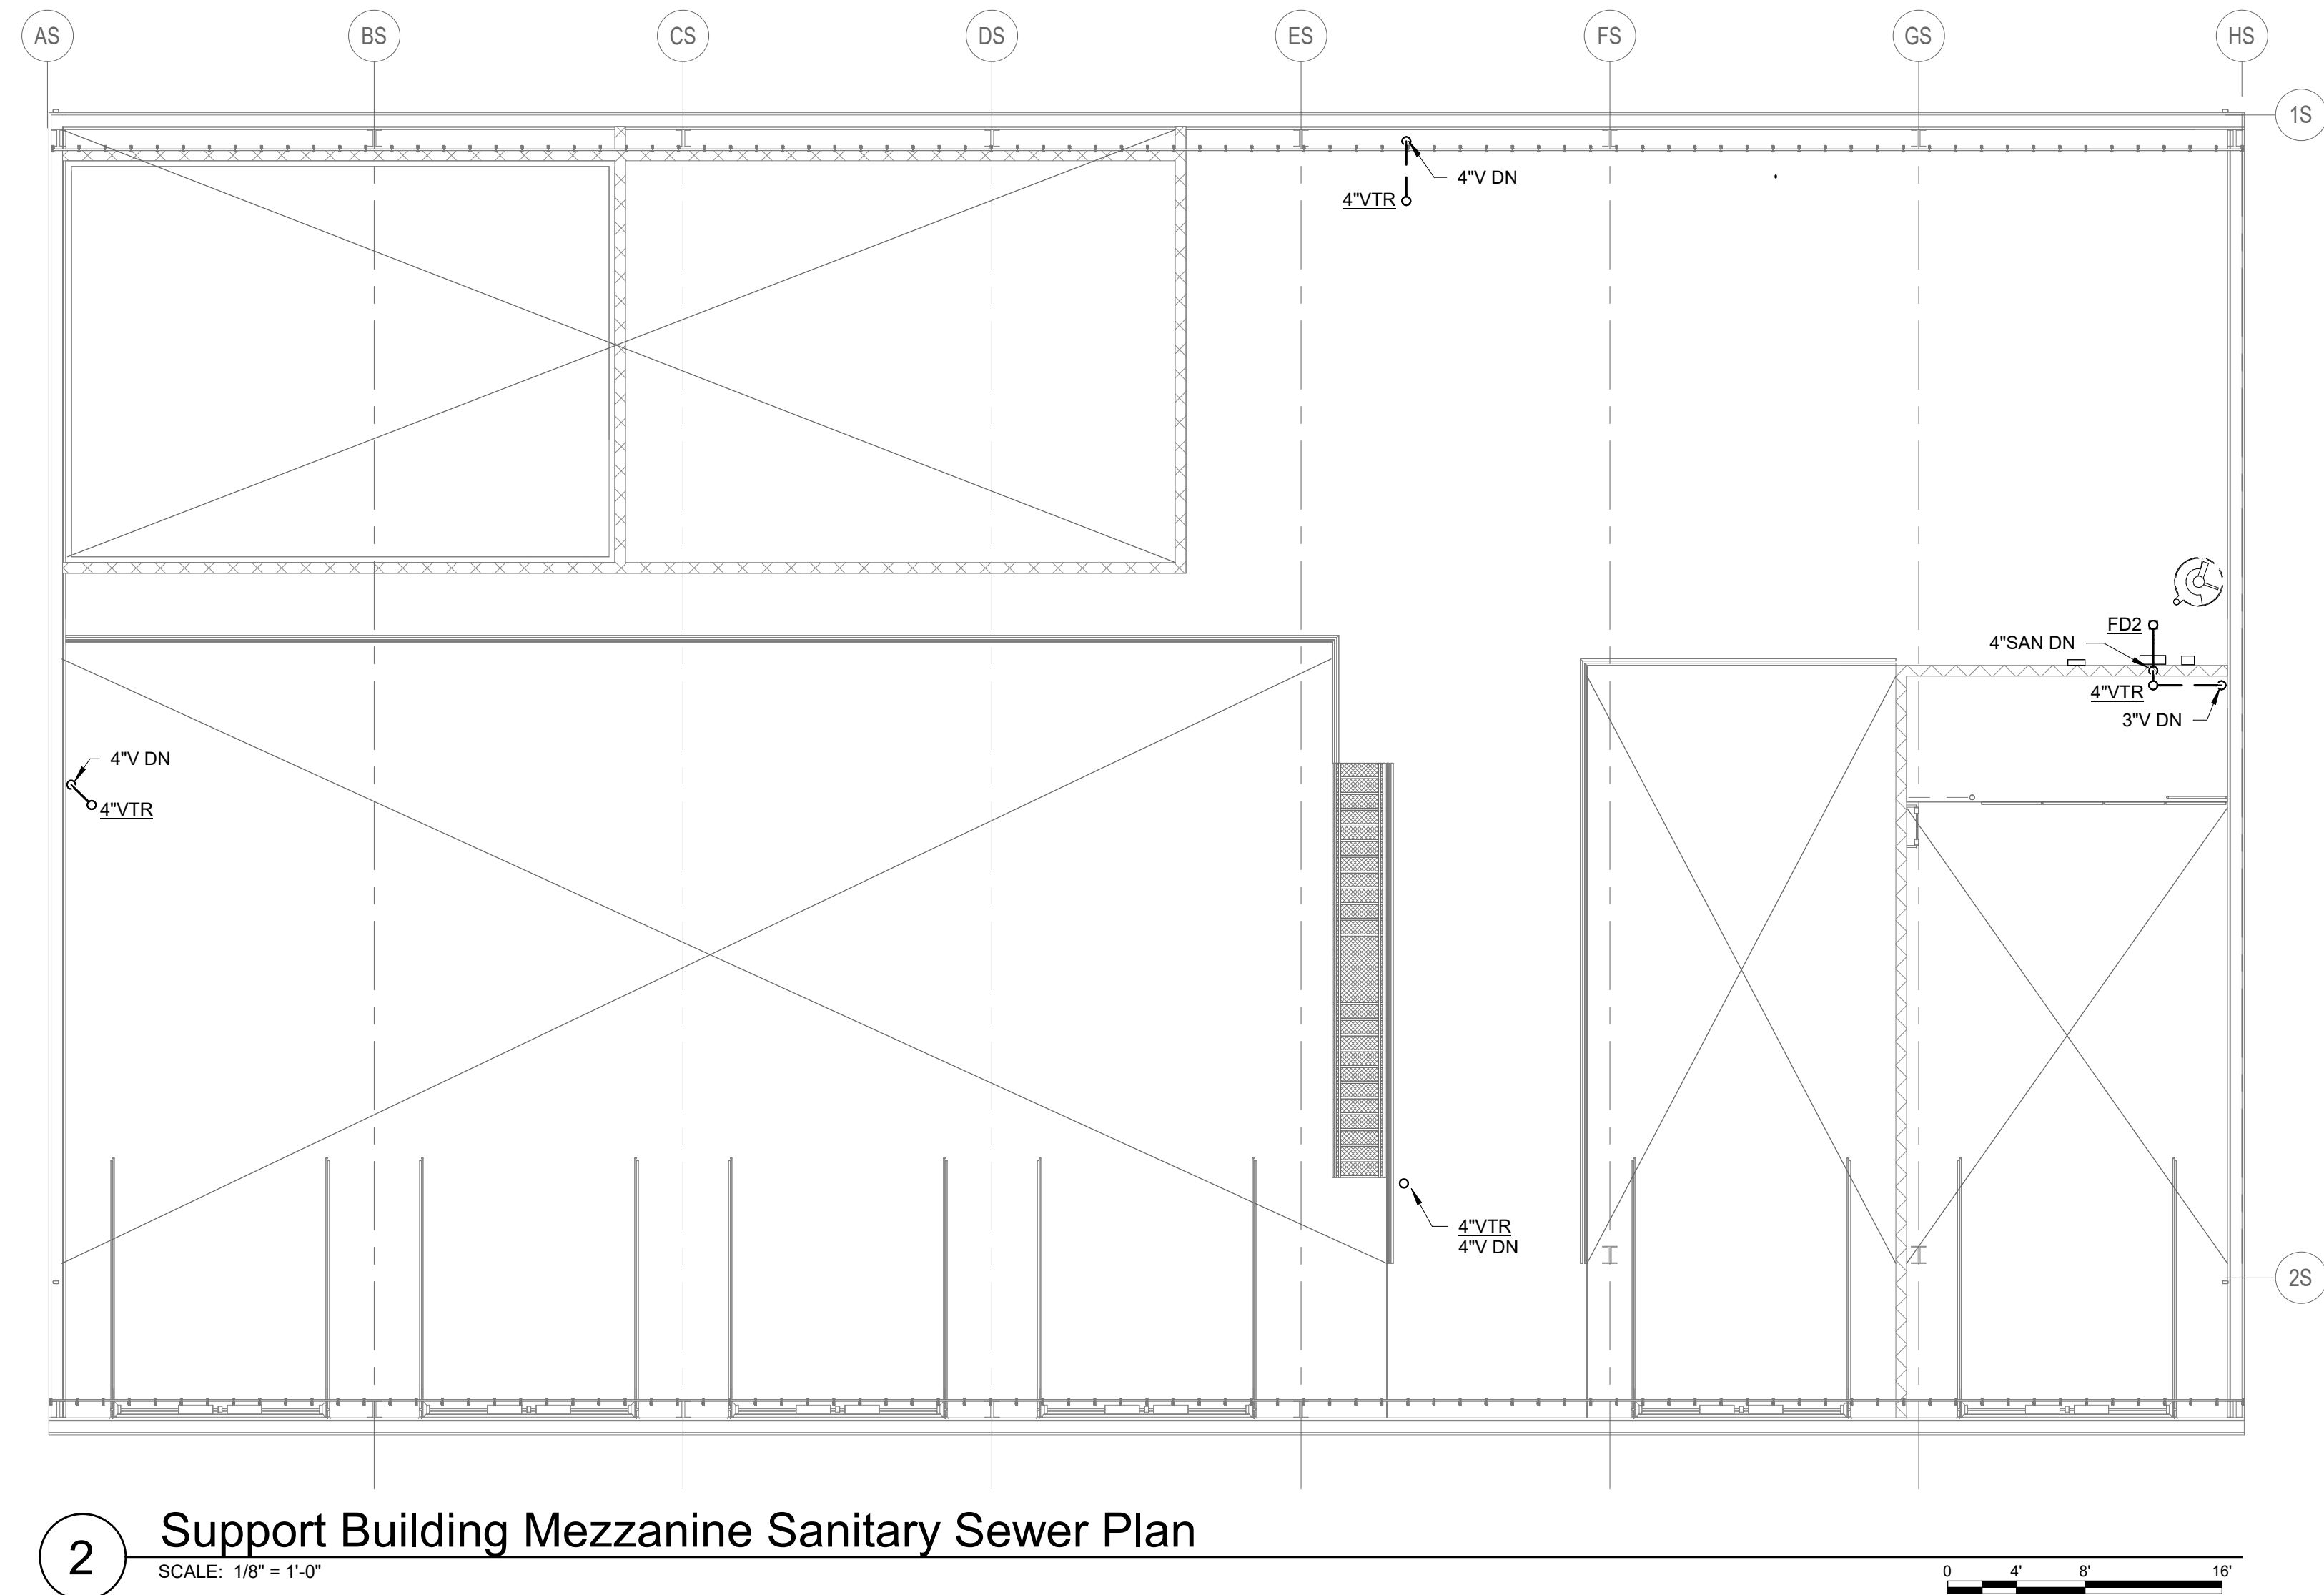 AS BS CS DS ES FS GS HS
1S
4"V DN
4"VTR
FD2
4"SAN DN
4"VTR
3"V DN
4"V DN
4"VTR
4"VTR
4"V DN
2S
2
Support Building Mezzanine Sanitary Sewer Plan
SCALE: 1/8" = 1'-0"
0 4' 8' 16'